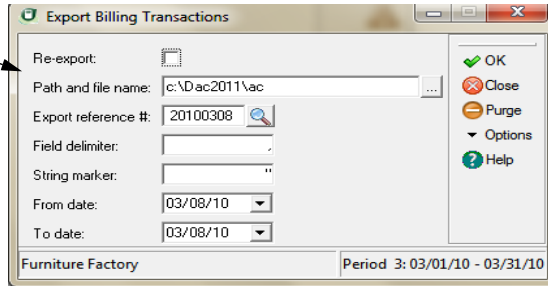 Export Billing Transactions
Re-export:
Path and file name: c:\Dac2011\ac ...
Export reference #: 20100308
Field delimiter: ,
String marker: "
From date: 03/08/10
To date: 03/08/10
OK
Close
Purge
Options
? Help
Furniture Factory Period 3: 03/01/10 - 03/31/10